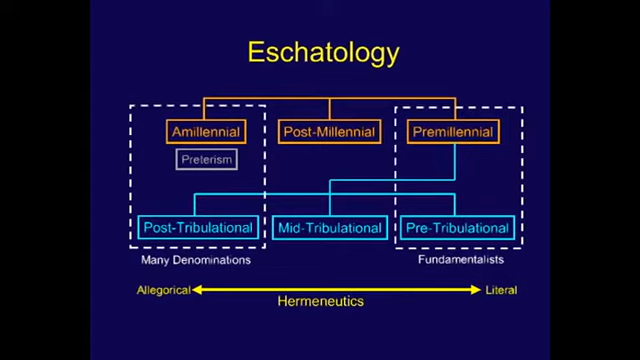 Eschatology
Amillennial Post-Millennial Premillennial
Preterism
Post-Tribulational Mid-Tribulational Pre-Tribulational
Many Denominations Fundamentalists
Allegorical Literal
Hermeneutics